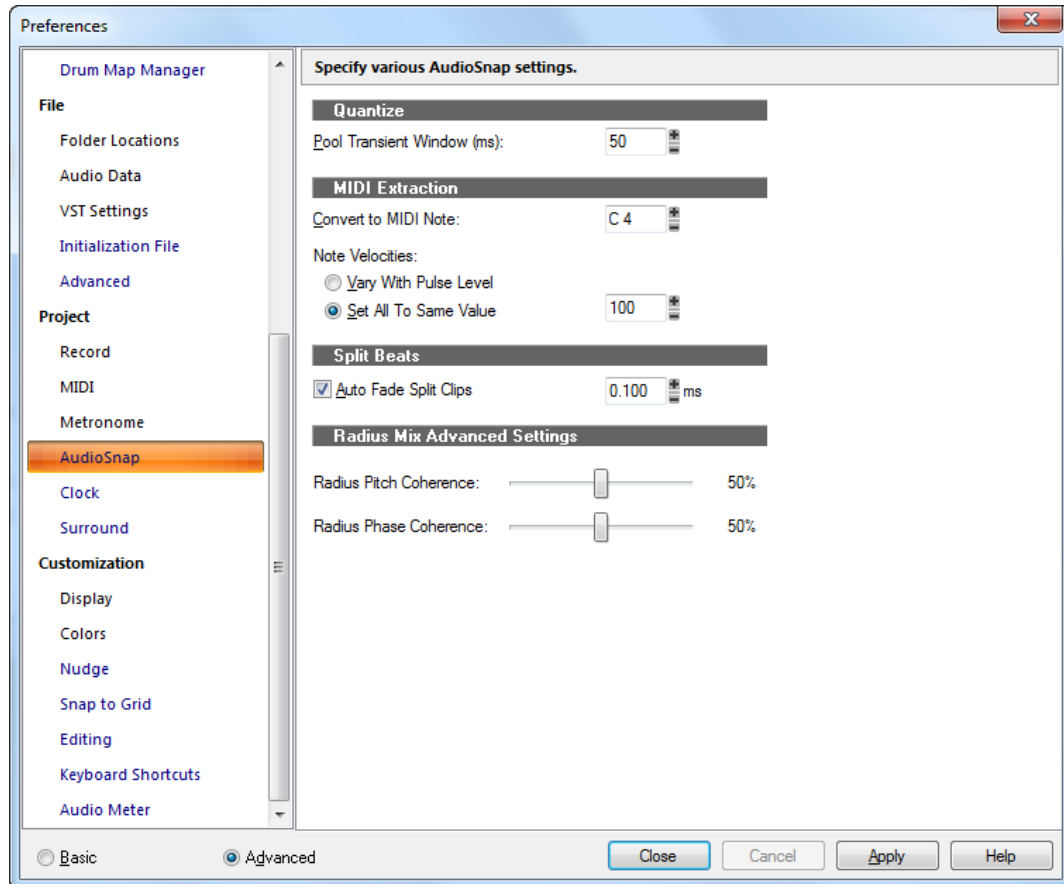 Preferences
Drum Map Manager
File
Folder Locations
Audio Data
VST Settings
Initialization File
Advanced
Project
Record
MIDI
Metronome
AudioSnap
Clock
Surround
Customization
Display
Colors
Nudge
Snap to Grid
Editing
Keyboard Shortcuts
Audio Meter
Specify various AudioSnap settings.
Quantize
Pool Transient Window (ms): 50
MIDI Extraction
Convert to MIDI Note: C 4
Note Velocities:
Vary With Pulse Level
Set All To Same Value 100
Split Beats
Auto Fade Split Clips 0.100 ms
Radius Mix Advanced Settings
Radius Pitch Coherence: 50%
Radius Phase Coherence: 50%
Basic Advanced Close Cancel Apply Help